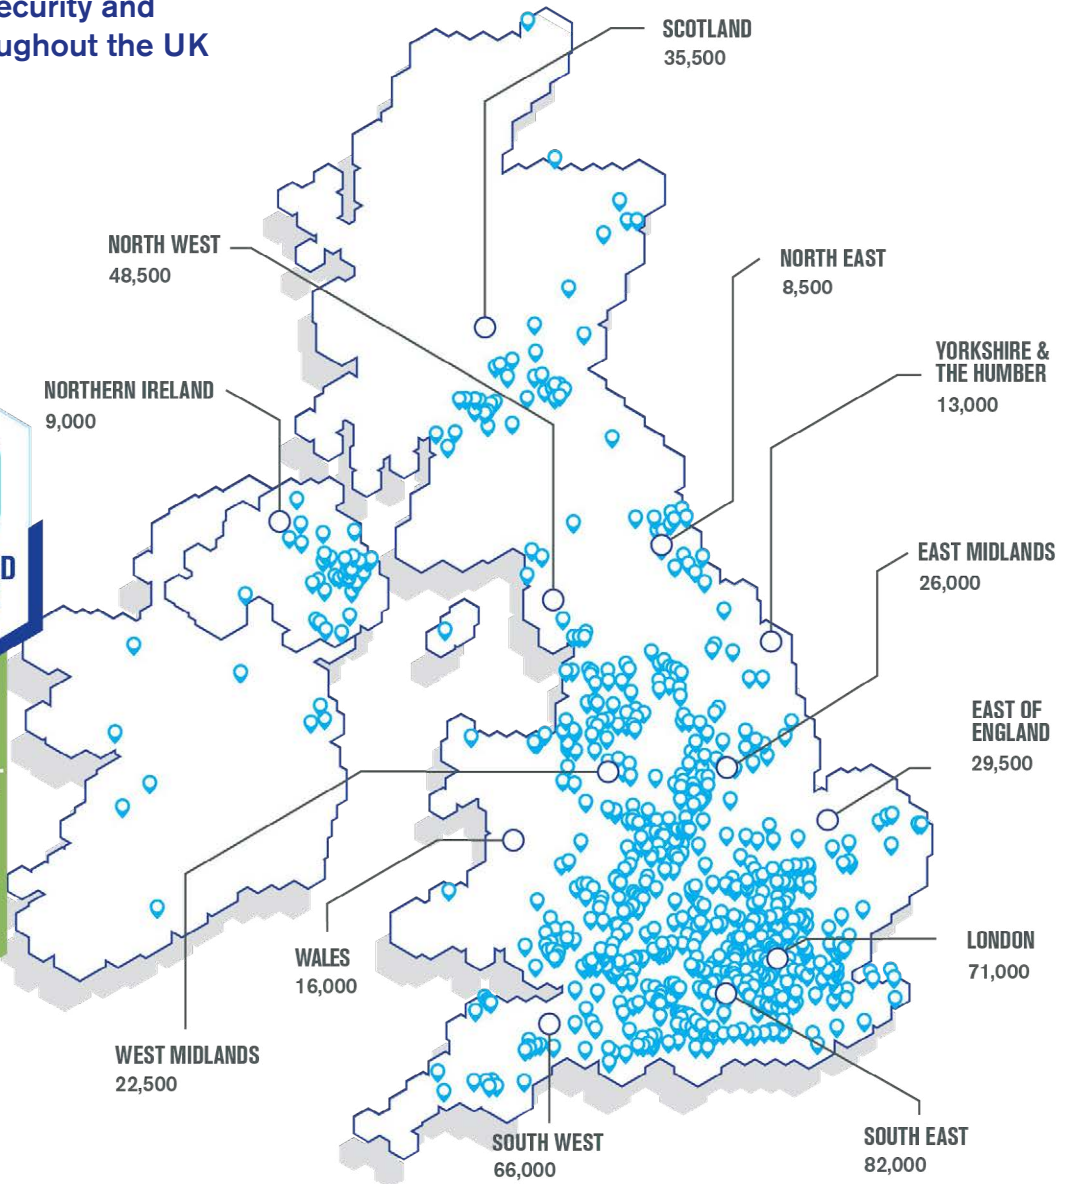 ecurity and
ughout the UK
SCOTLAND
35,500
NORTH WEST
48,500
NORTH EAST
8,500
YORKSHIRE &
THE HUMBER
13,000
NORTHERN IRELAND
9,000
D
EAST MIDLANDS
26,000
EAST OF
ENGLAND
29,500
LONDON
71,000
WALES
16,000
WEST MIDLANDS
22,500
SOUTH WEST
66,000
SOUTH EAST
82,000